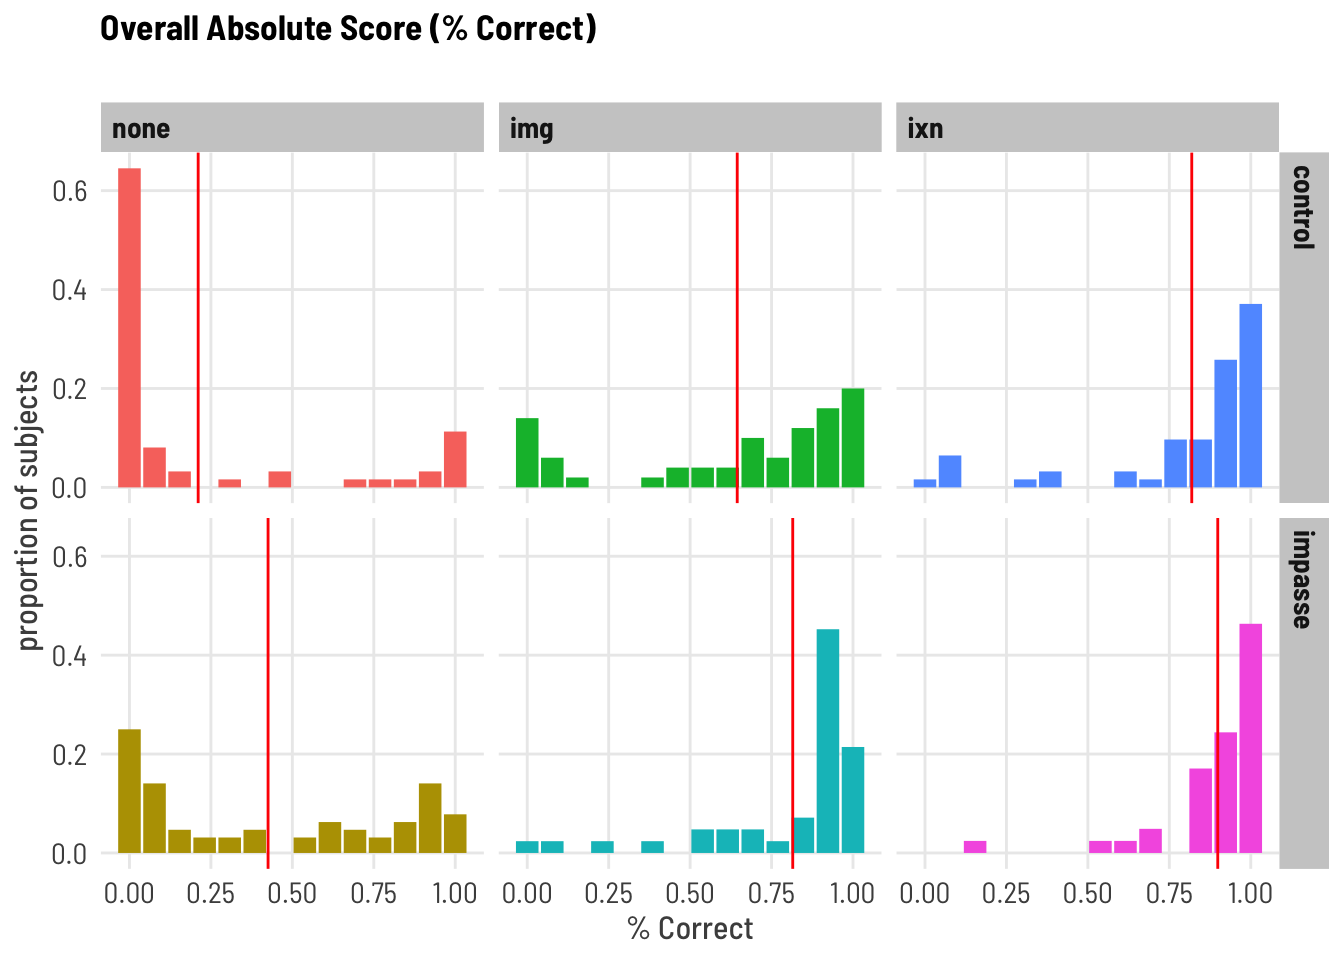 Overall Absolute Score (% Correct)
none
img
ixn
control
impasse
proportion of subjects
0.6
0.4
0.2
0.0
0.6
0.4
0.2
0.0
0.00 0.25 0.50 0.75 1.00
0.00 0.25 0.50 0.75 1.00
0.00 0.25 0.50 0.75 1.00
% Correct